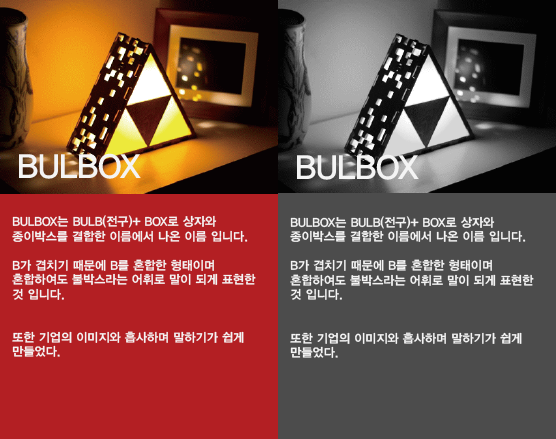 BULBOX
BULBOX는 BULB(전구)+ BOX로 상자와
종이박스를 결합한 이름에서 나온 이름 입니다.
B가 겹치기 때문에 B를 혼합한 형태이며
혼합하여도 불박스라는 어휘로 말이 되게 표현한
것 입니다.
또한 기업의 이미지와 흡사하며 말하기가 쉽게
만들었다.
BULBOX
BULBOX는 BULB(전구)+ BOX로 상자와
종이박스를 결합한 이름에서 나온 이름 입니다.
B가 겹치기 때문에 B를 혼합한 형태이며
혼합하여도 불박스라는 어휘로 말이 되게 표현한
것 입니다.
또한 기업의 이미지와 흡사하며 말하기가 쉽게
만들었다.